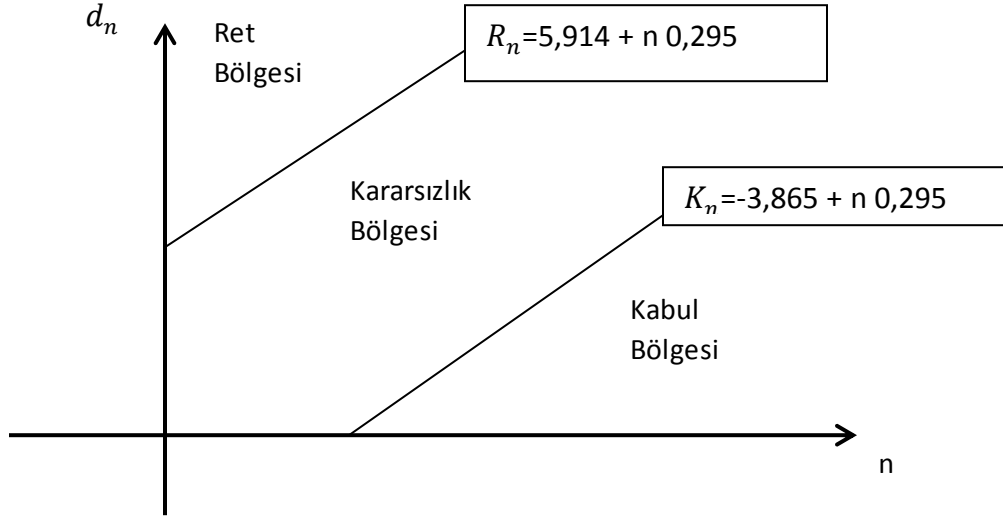 d_n
Ret
Bölgesi
R_n=5,914 + n 0,295
Kararsızlık
Bölgesi
K_n=-3,865 + n 0,295
Kabul
Bölgesi
n